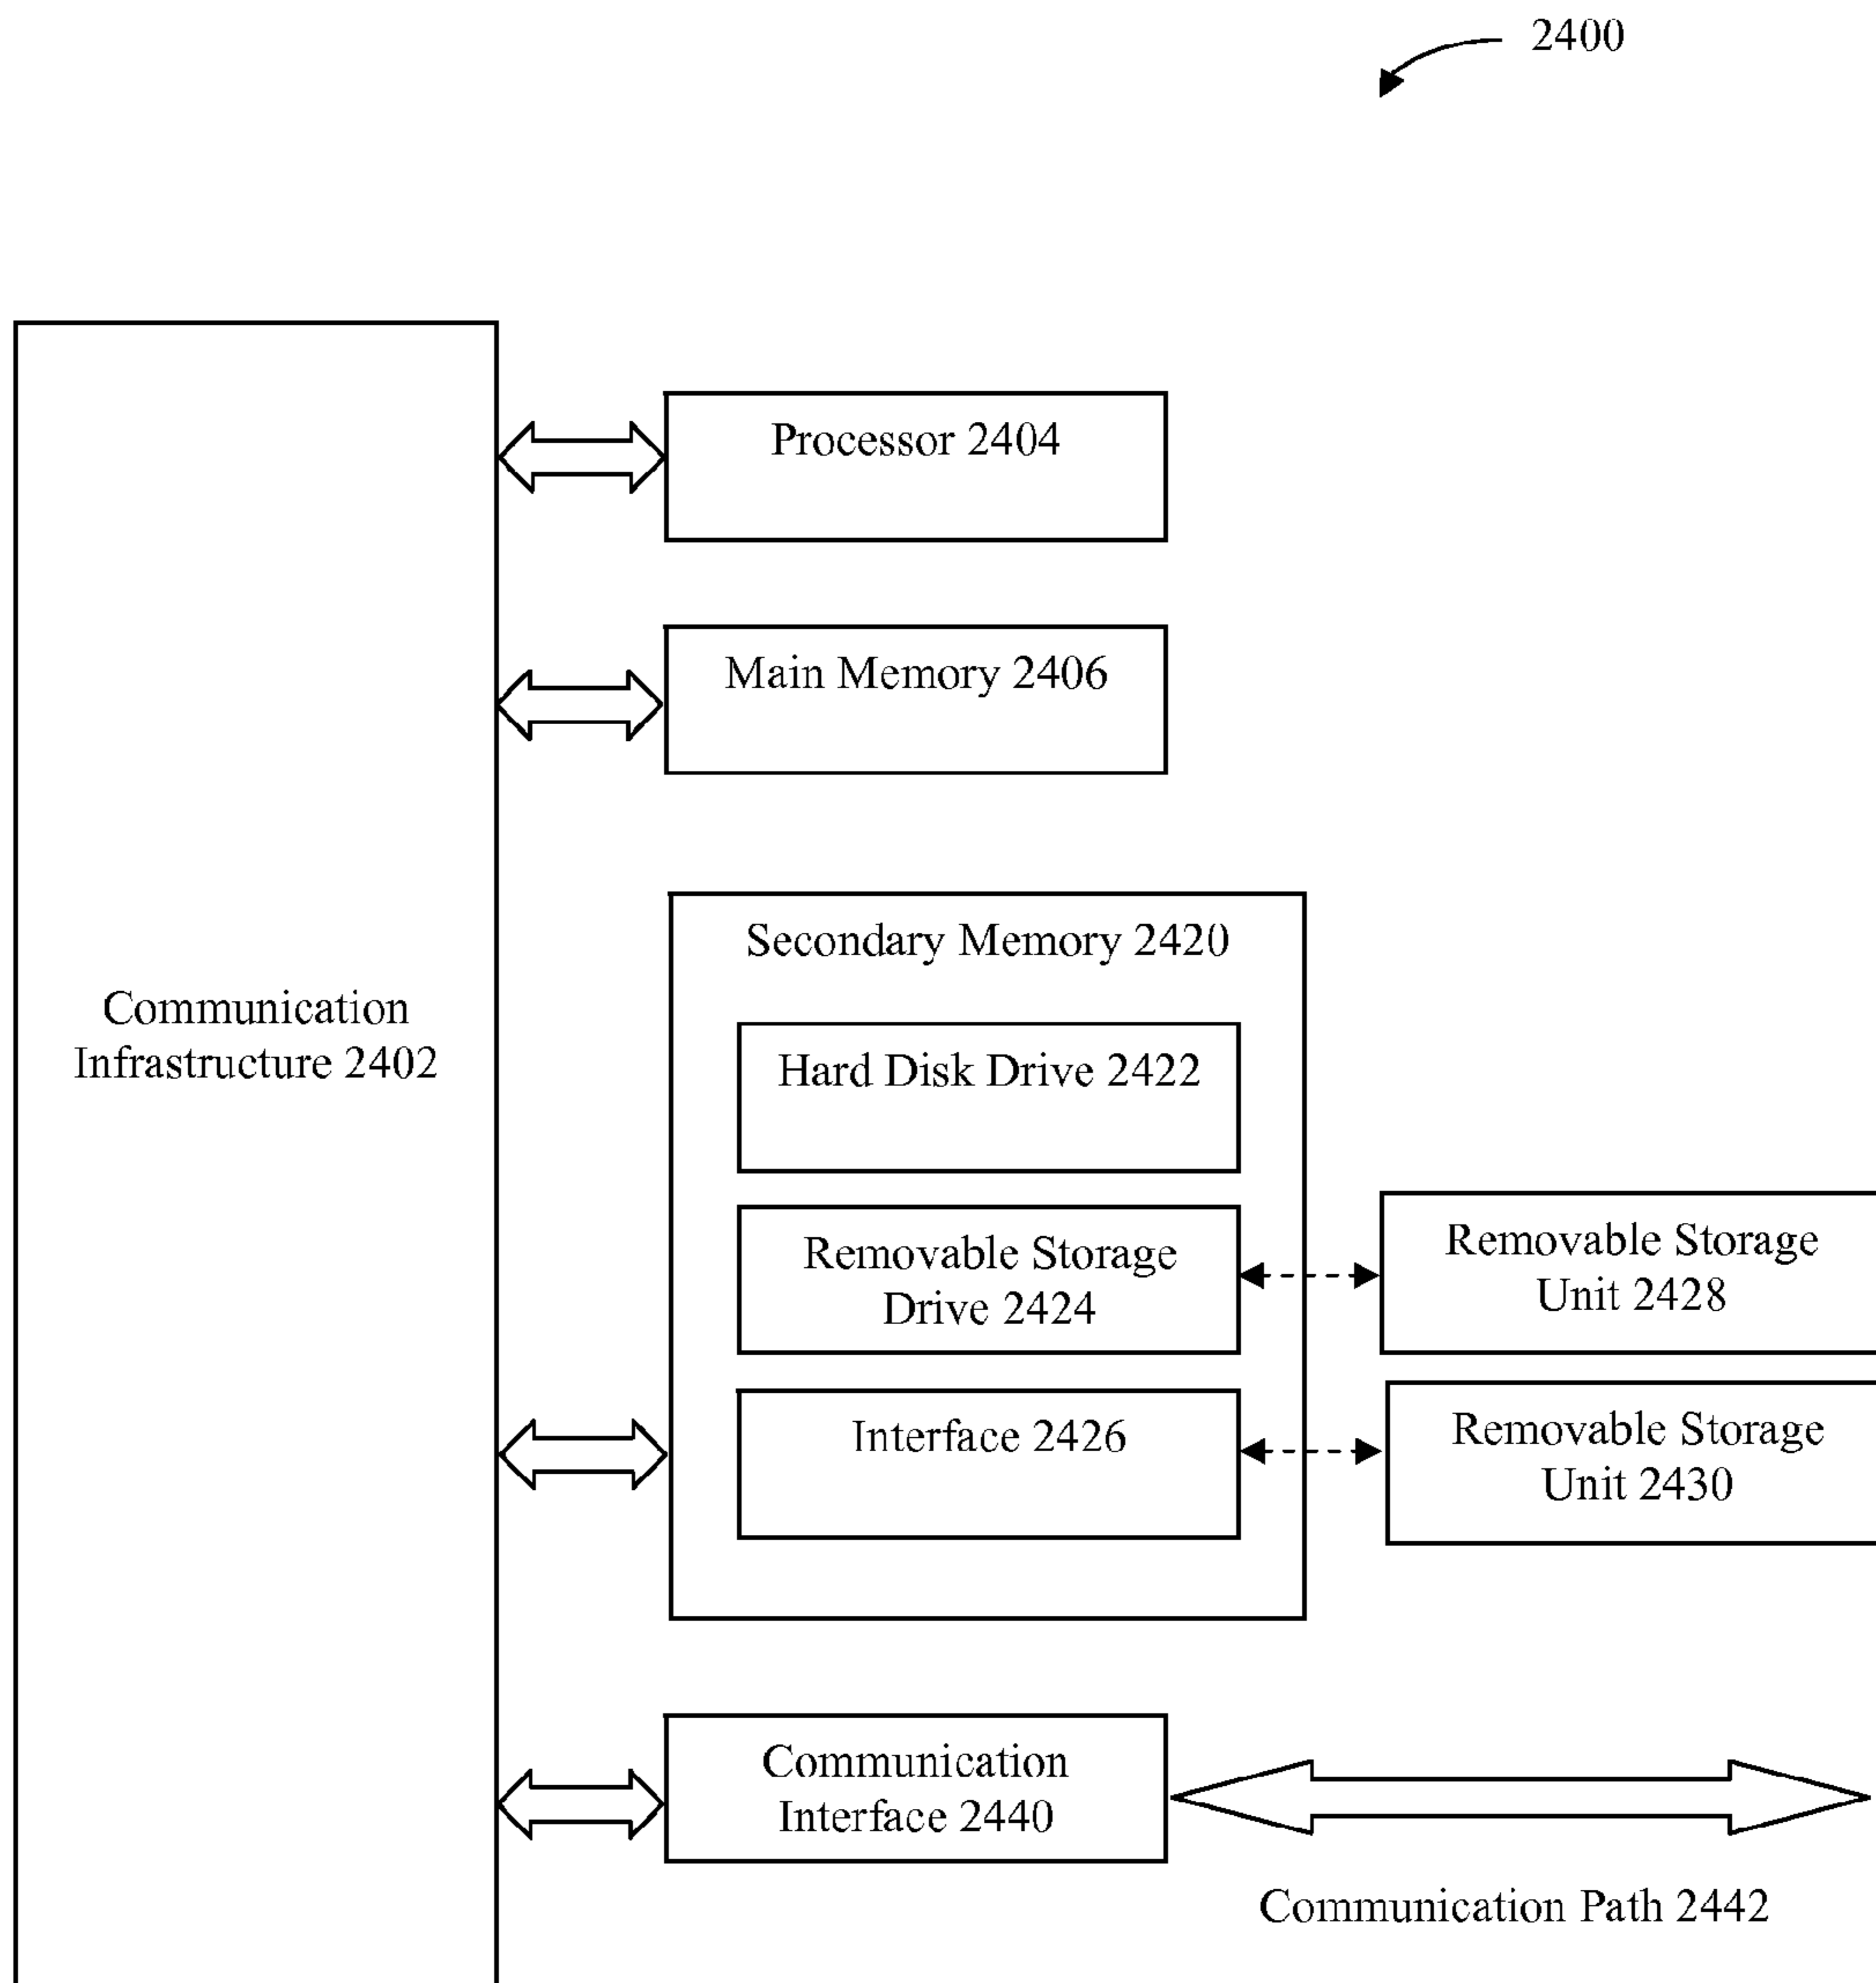 2400
Processor 2404
Main Memory 2406
Secondary Memory 2420
Communication
Infrastructure 2402
Hard Disk Drive 2422
Removable Storage
Drive 2424
Removable Storage
Unit 2428
Interface 2426
Removable Storage
Unit 2430
Communication
Interface 2440
Communication Path 2442